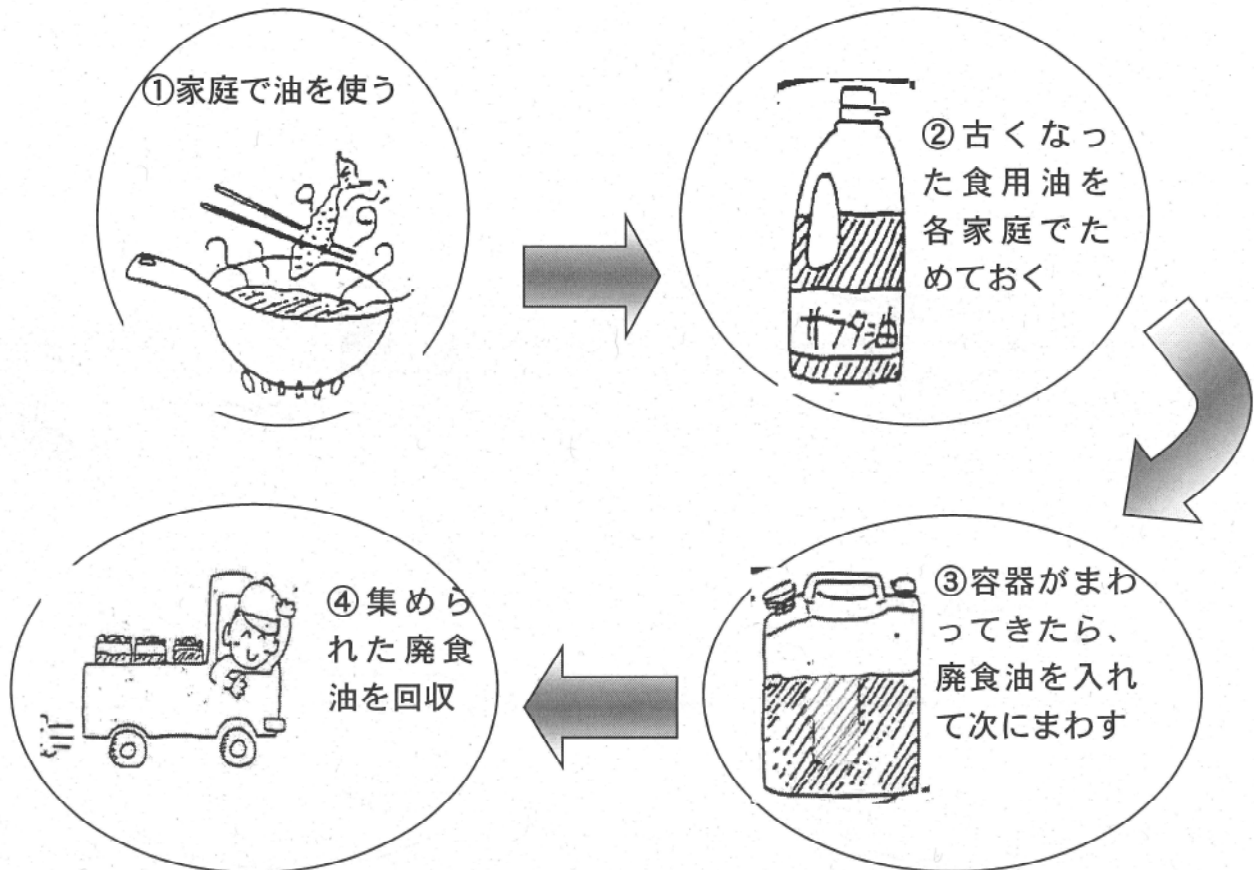 ①家庭で油を使う
②古くなっ
た食用油を
各家庭でた
めておく
サラダ油
③容器がまわ
ってきたら、
廃食油を入れ
て次にまわす
④集めら
れた廃食
油を回収